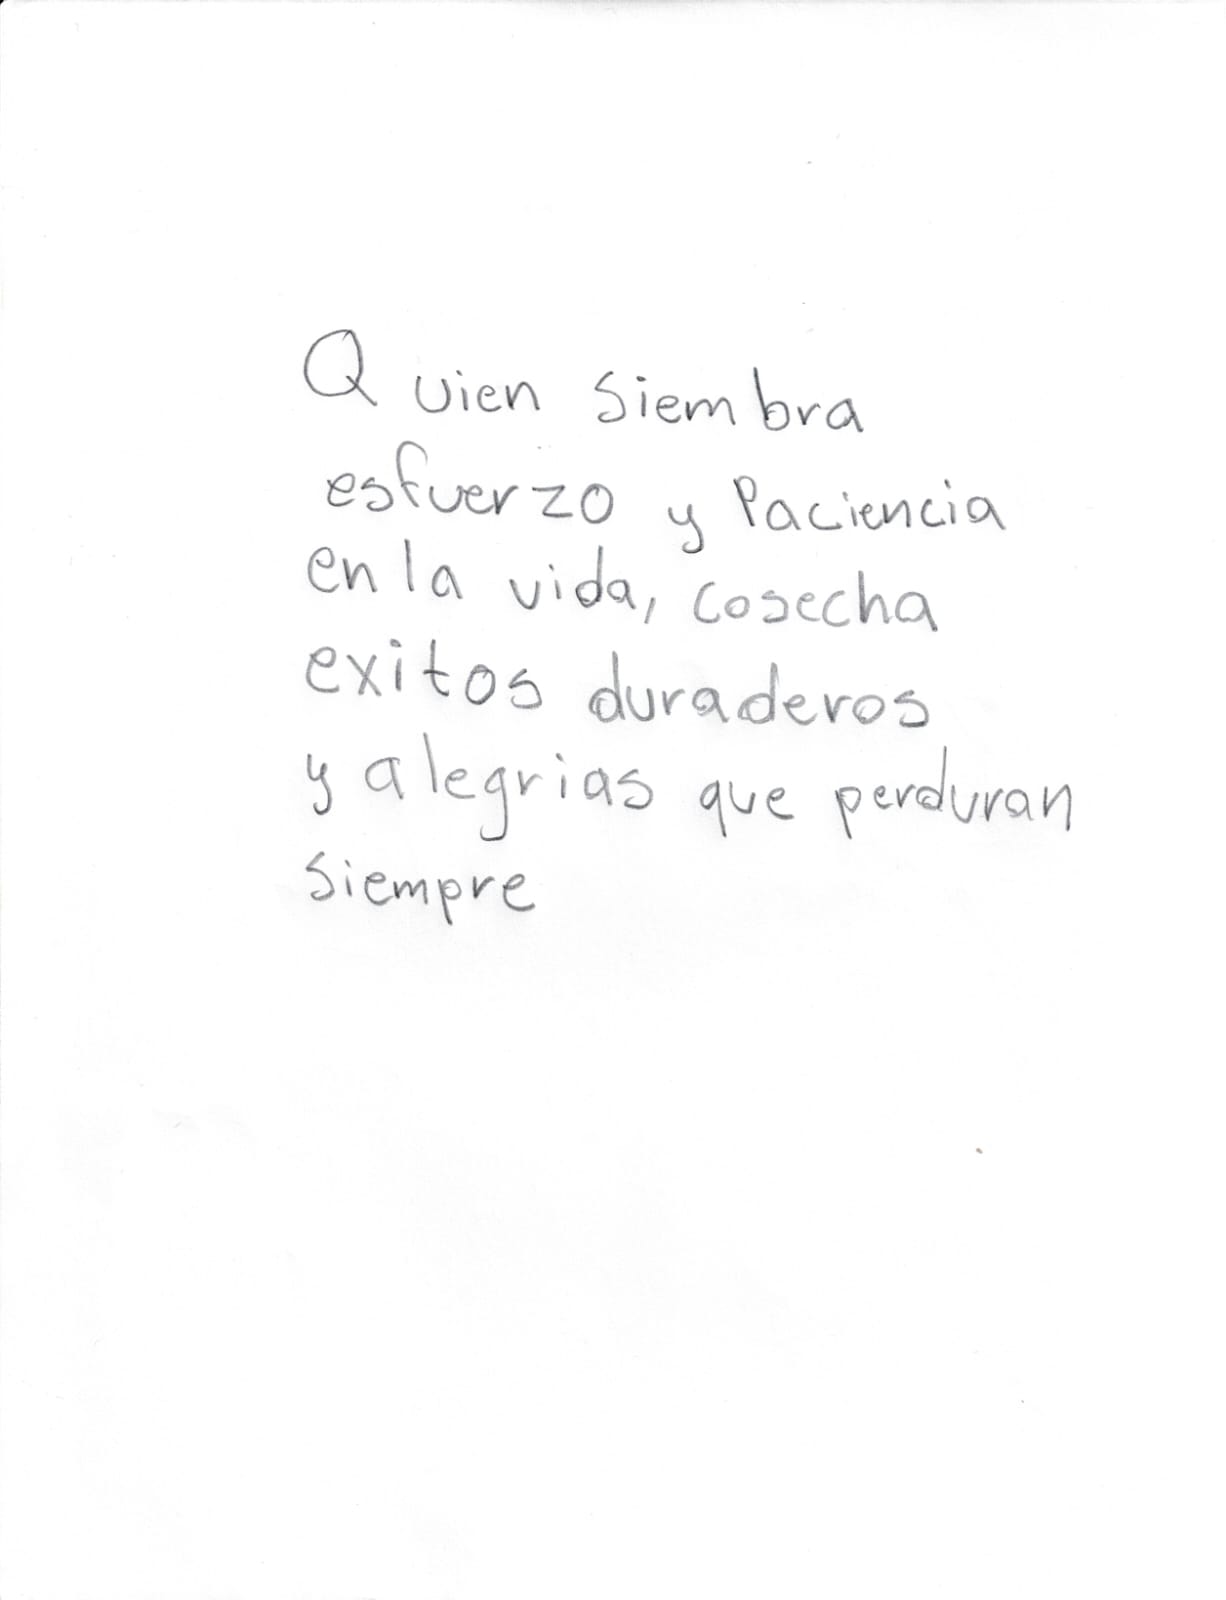 Quien siembra
esfuerzo y Paciencia
en la vida, cosecha
exitos duraderos
y alegrias que perduran
siempre